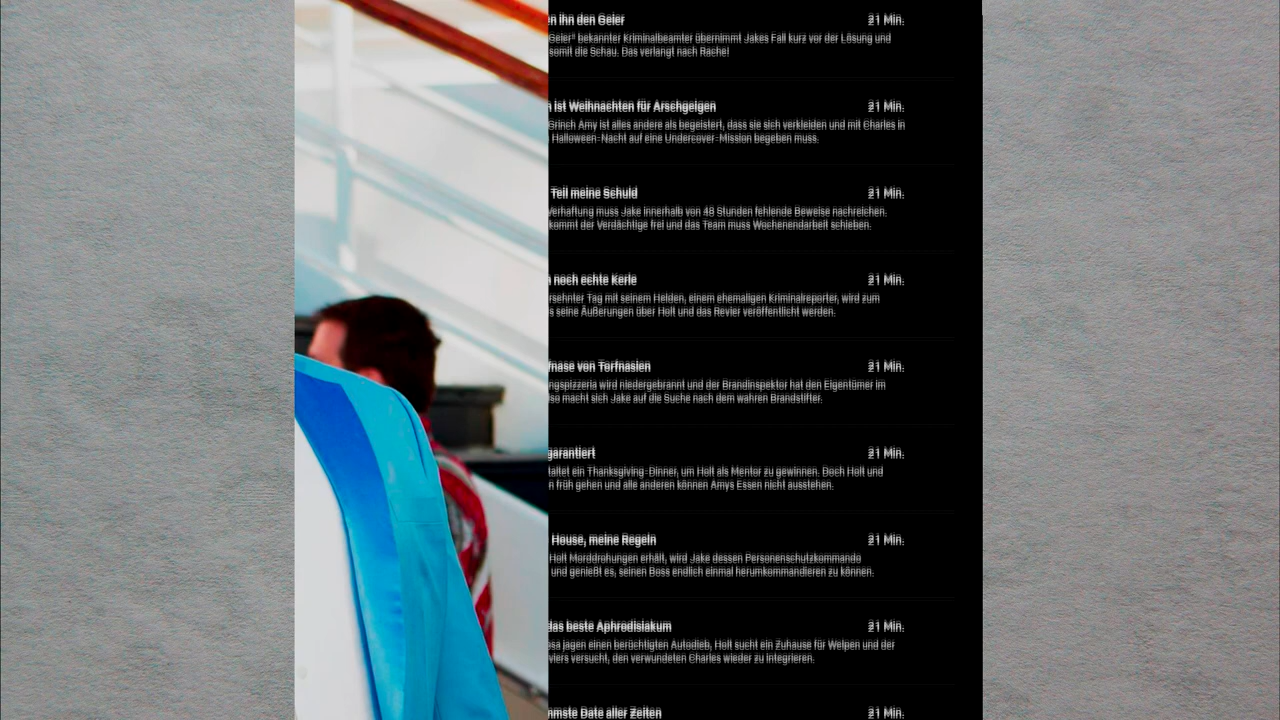 ihn den Geier 21 Min.
Geier" bekannter Kriminalbeamter übernimmt Jakes Fall kurz vor der Lösung und
somit die Schau. Das verlangt nach Rache!
ist Weihnachten für Arschgeigen 21 Min.
Grinch Amy ist alles andere als begeistert, dass sie sich verkleiden und mit Charles in
Halloween-Nacht auf eine Undercover-Mission begeben muss.
Teil meine Schuld 21 Min.
Verhaftung muss Jake innerhalb von 48 Stunden fehlende Beweise nachreichen.
kommt der Verdächtige frei und das Team muss Wochenendarbeit schieben.
noch echte Kerle 21 Min.
rsehnter Tag mit seinem Helden, einem ehemaligen Kriminalreporter, wird zum
seine Äußerungen über Holt und das Revier veröffentlicht werden.
nase von Torfnasien 21 Min.
ngspizzeria wird niedergebrannt und der Brandinspektor hat den Eigentümer im
so macht sich Jake auf die Suche nach dem wahren Brandstifter.
garantiert 21 Min.
taltet ein Thanksgiving-Dinner, um Holt als Mentor zu gewinnen. Doch Holt und
n früh gehen und alle anderen können Amys Essen nicht ausstehen.
House, meine Regeln 21 Min.
Holt Morddrohungen erhält, wird Jake dessen Personenschutzkommando
und genießt es, seinen Boss endlich einmal herumkommandieren zu können.
das beste Aphrodisiakum 21 Min.
sa jagen einen berüchtigten Autodieb, Holt sucht ein Zuhause für Welpen und der
viers versucht, den verwundeten Charles wieder zu integrieren.
mmste Date aller Zeiten 21 Min.